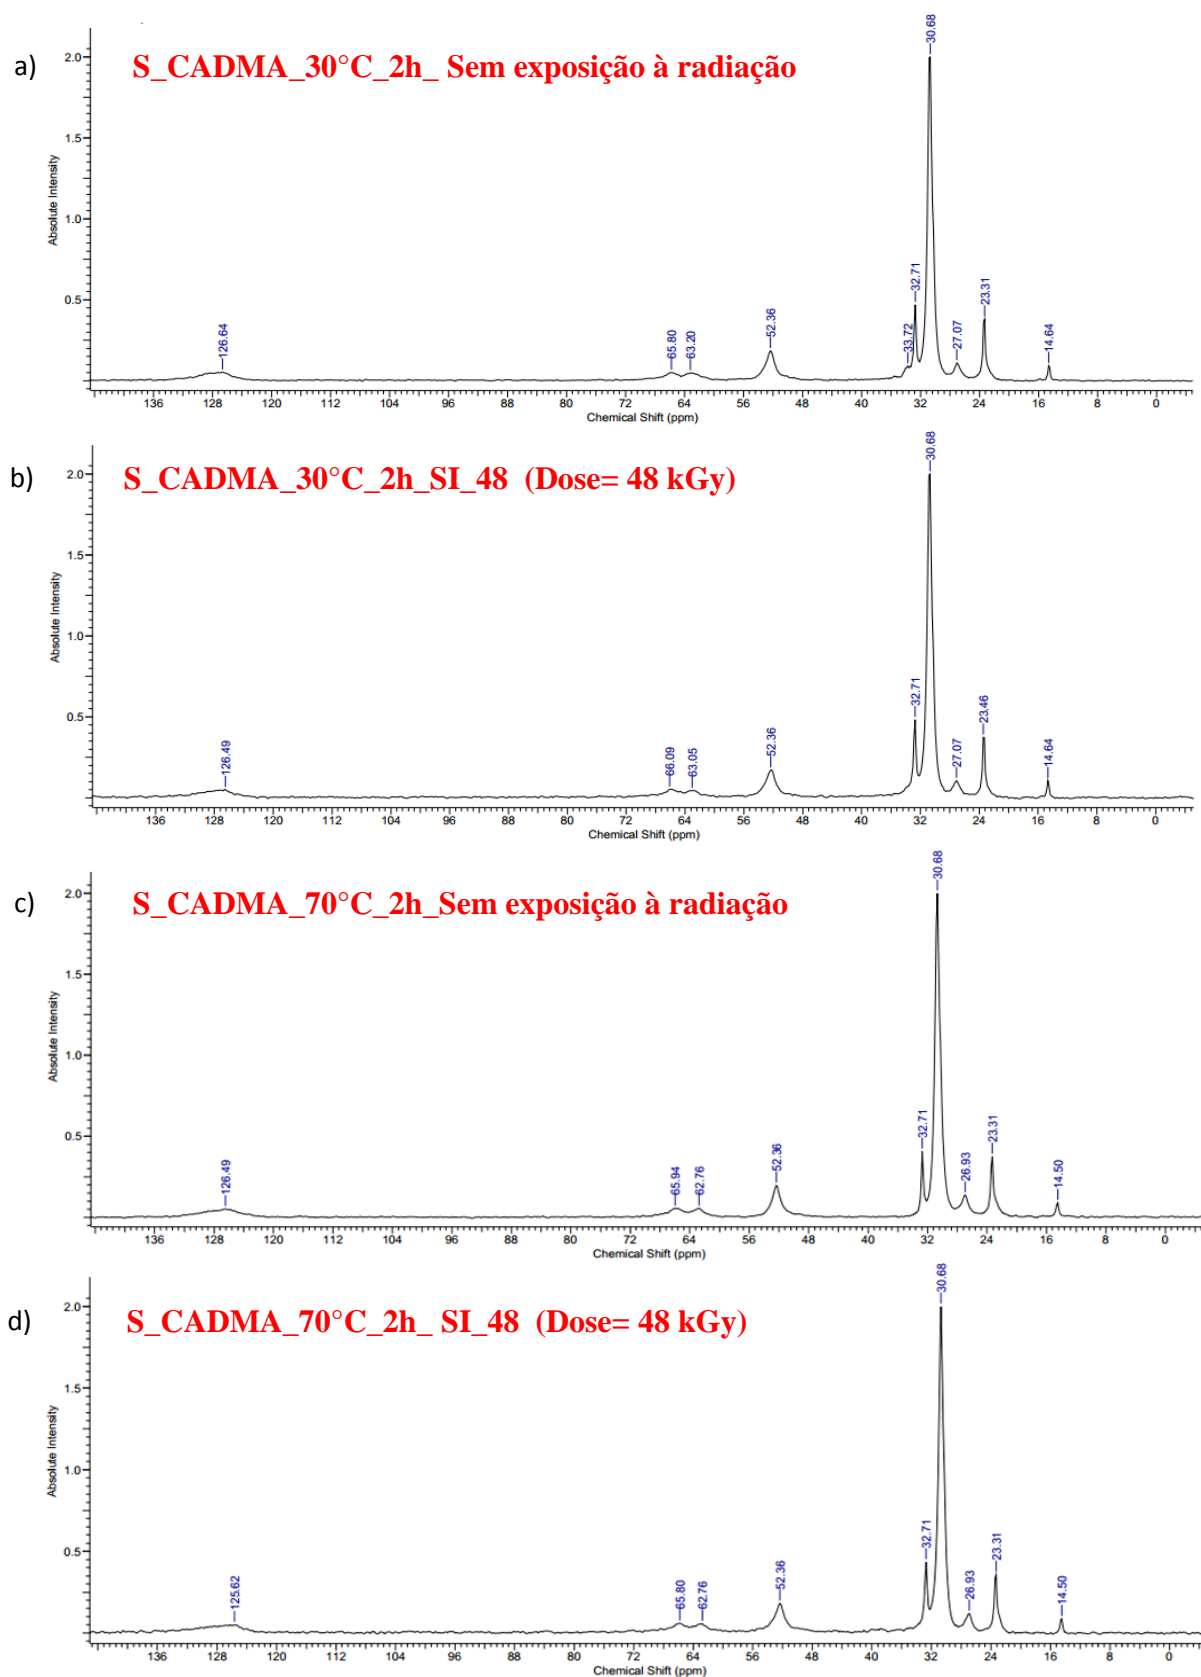 a)
S_CADMA_30°C_2h_ Sem exposição à radiação
30.68
2.0
1.5
Absolute Intensity
1.0
32.71
23.31
0.5
33.72
27.07
52.36
126.64
65.80
63.20
14.64
136 128 120 112 104 96 88 80 72 64 56 48 40 32 24 16 8 0
Chemical Shift (ppm)
b)
S_CADMA_30°C_2h_SI_48 (Dose= 48 kGy)
30.68
2.0
1.5
Absolute Intensity
1.0
32.71
23.46
0.5
52.36
27.07
14.64
126.49
66.09
63.05
136 128 120 112 104 96 88 80 72 64 56 48 40 32 24 16 8 0
Chemical Shift (ppm)
c)
S_CADMA_70°C_2h_Sem exposição à radiação
30.68
2.0
1.5
Absolute Intensity
1.0
32.71
23.31
0.5
52.36
26.93
14.50
126.49
65.94
62.76
136 128 120 112 104 96 88 80 72 64 56 48 40 32 24 16 8 0
Chemical Shift (ppm)
d)
S_CADMA_70°C_2h_ SI_48 (Dose= 48 kGy)
30.68
2.0
1.5
Absolute Intensity
1.0
32.71
23.31
0.5
52.36
26.93
14.50
125.62
65.80
62.76
136 128 120 112 104 96 88 80 72 64 56 48 40 32 24 16 8 0
Chemical Shift (ppm)